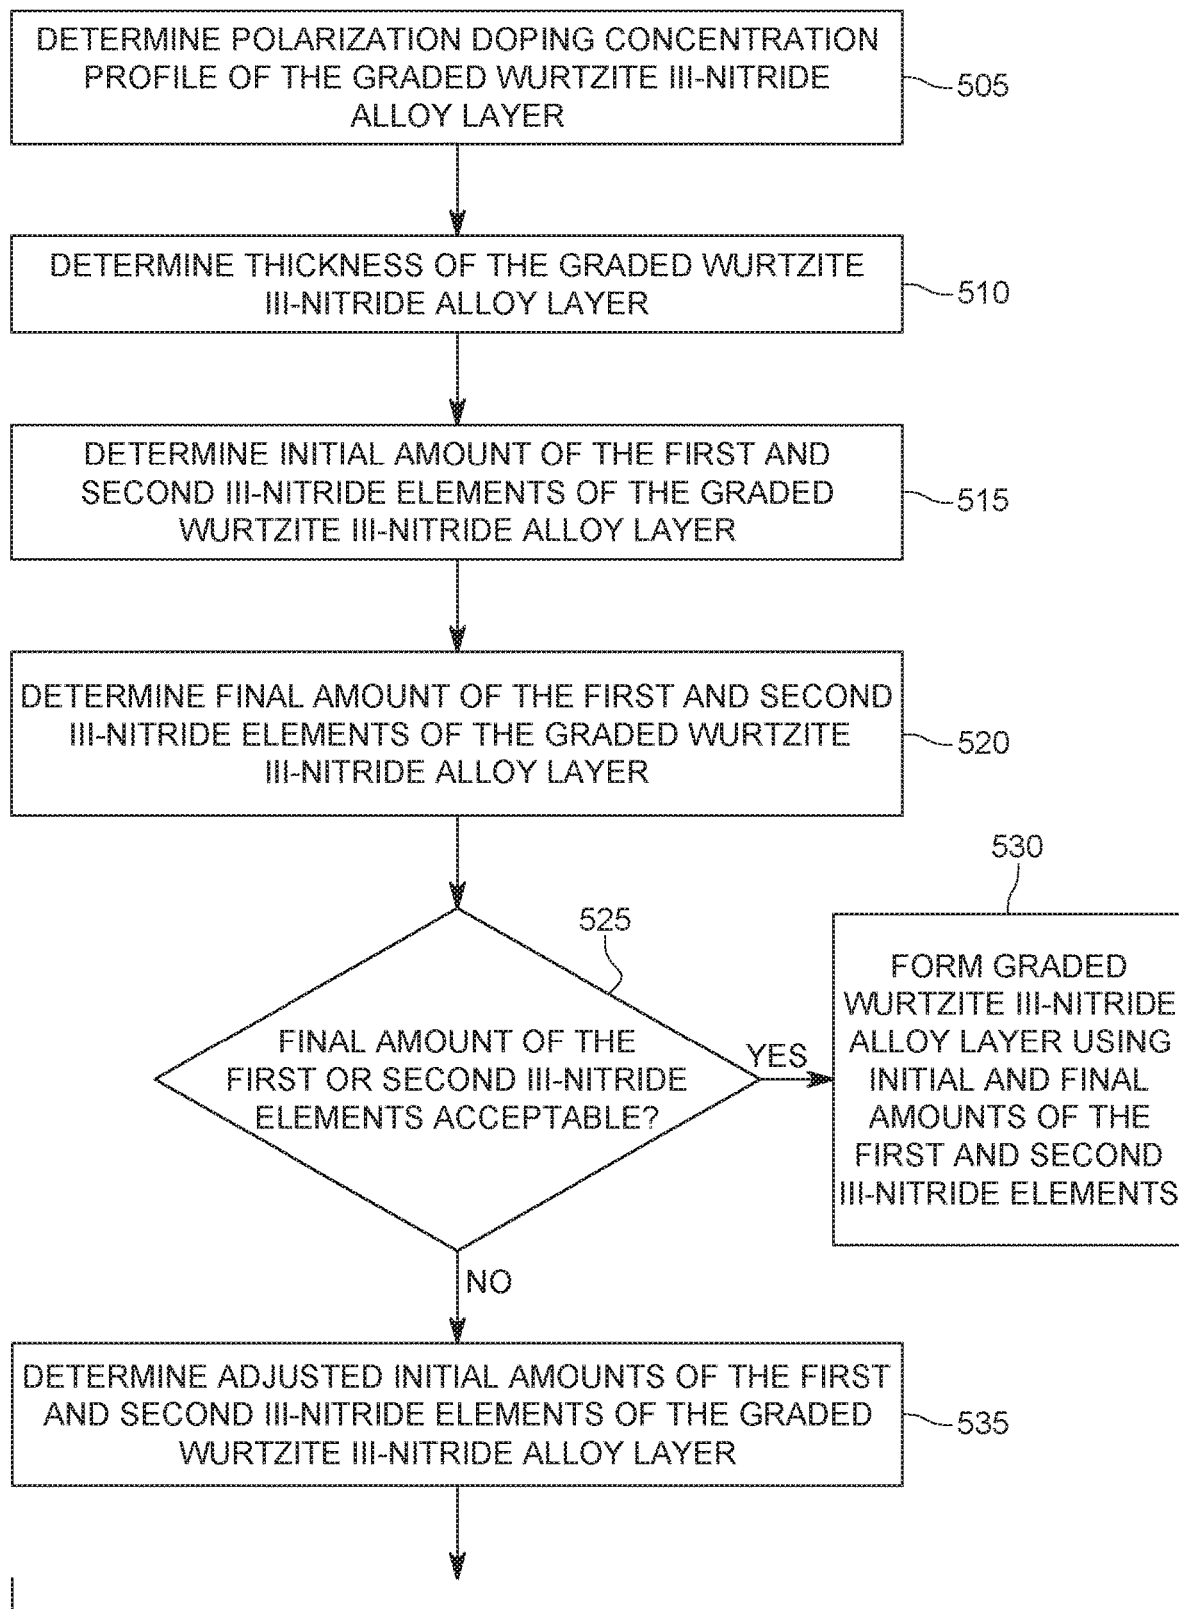 DETERMINE POLARIZATION DOPING CONCENTRATION
PROFILE OF THE GRADED WURTZITE III-NITRIDE
ALLOY LAYER
505
DETERMINE THICKNESS OF THE GRADED WURTZITE
III-NITRIDE ALLOY LAYER
510
DETERMINE INITIAL AMOUNT OF THE FIRST AND
SECOND III-NITRIDE ELEMENTS OF THE GRADED
WURTZITE III-NITRIDE ALLOY LAYER
515
DETERMINE FINAL AMOUNT OF THE FIRST AND SECOND
III-NITRIDE ELEMENTS OF THE GRADED WURTZITE
III-NITRIDE ALLOY LAYER
520
525
FINAL AMOUNT OF THE
FIRST OR SECOND III-NITRIDE
ELEMENTS ACCEPTABLE?
YES
530
FORM GRADED
WURTZITE III-NITRIDE
ALLOY LAYER USING
INITIAL AND FINAL
AMOUNTS OF THE
FIRST AND SECOND
III-NITRIDE ELEMENTS
NO
DETERMINE ADJUSTED INITIAL AMOUNTS OF THE FIRST
AND SECOND III-NITRIDE ELEMENTS OF THE GRADED
WURTZITE III-NITRIDE ALLOY LAYER
535